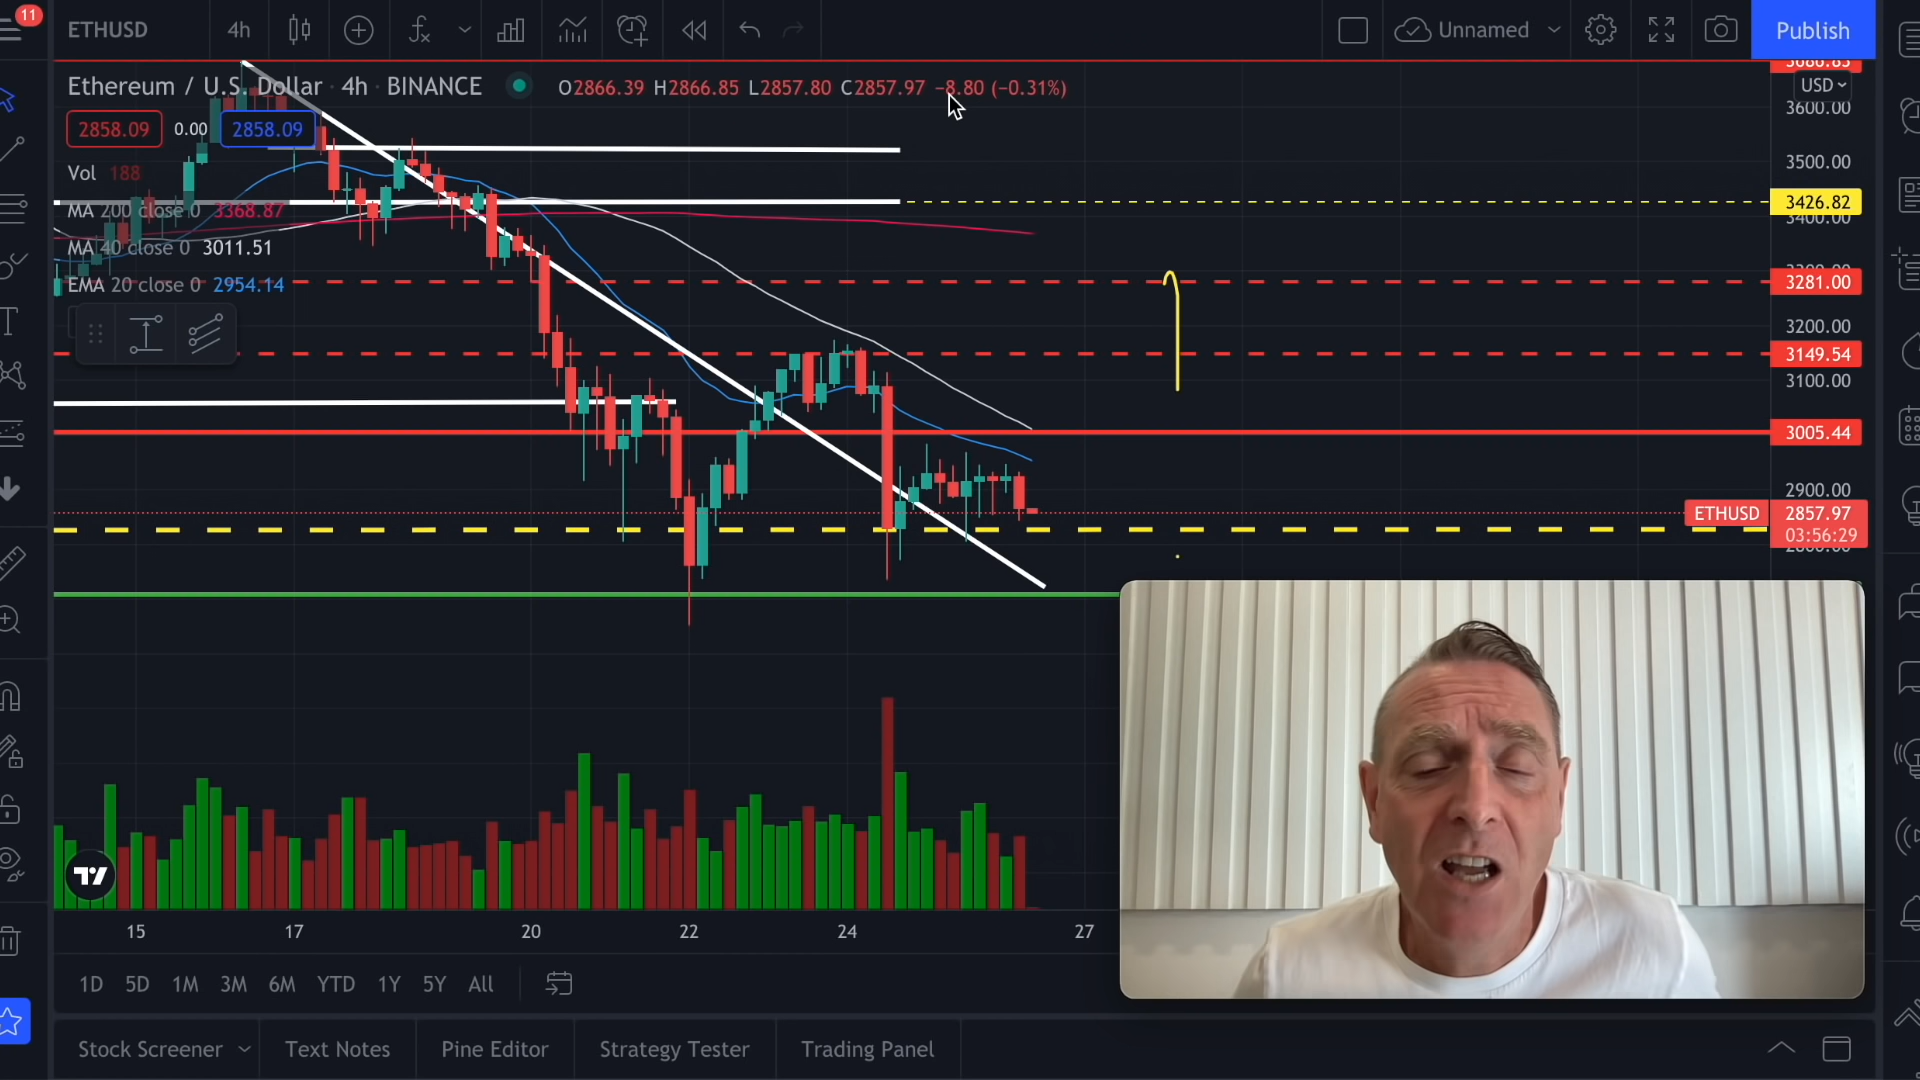 11
ETHUSD 4h Unnamed Publish
Ethereum / U.S. Dollar · 4h · BINANCE O2866.39 H2866.85 L2857.80 C2857.97 −8.80 (−0.31%)
USD
2858.09 0.00 2858.09
3600.00
Vol 188
3500.00
MA 200 close 0 3368.87
3426.82
3400.00
MA 40 close 0 3011.51
EMA 20 close 0 2954.14
3281.00
3200.00
3149.54
3100.00
3005.44
2900.00
ETHUSD 2857.97
03:56:29
15 17 20 22 24 27
1D 5D 1M 3M 6M YTD 1Y 5Y All
Stock Screener Text Notes Pine Editor Strategy Tester Trading Panel